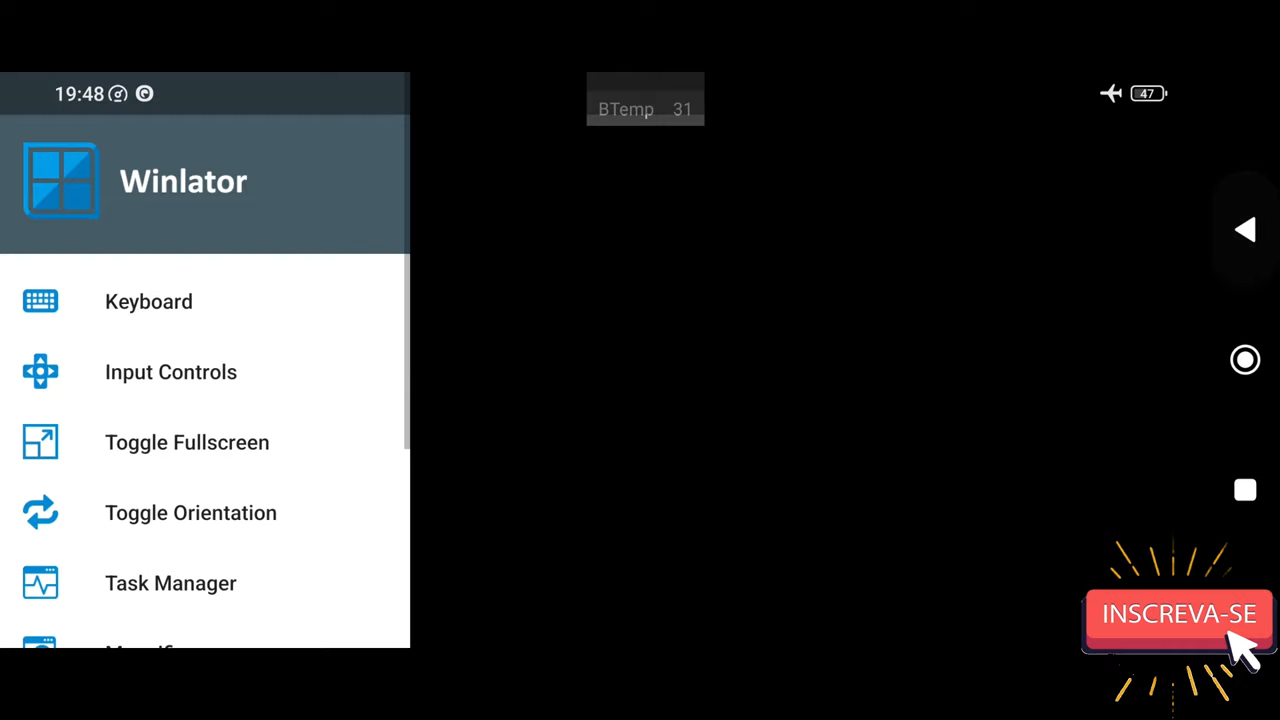 19:48
BTemp 31
47
Winlator
Keyboard
Input Controls
Toggle Fullscreen
Toggle Orientation
Task Manager
INSCREVA-SE